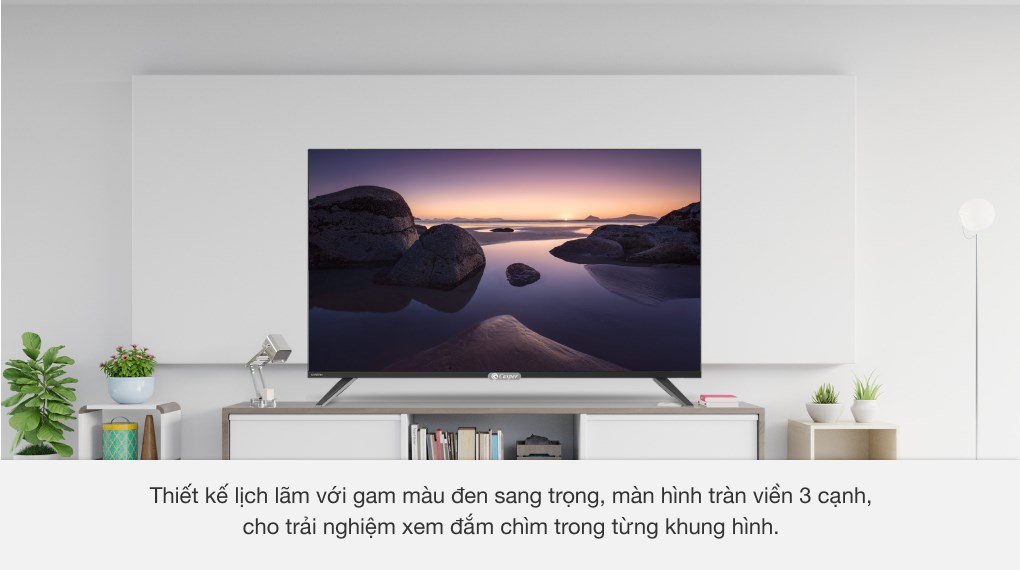 Casper
Thiết kế lịch lãm với gam màu đen sang trọng, màn hình tràn viền 3 cạnh,
cho trải nghiệm xem đắm chìm trong từng khung hình.